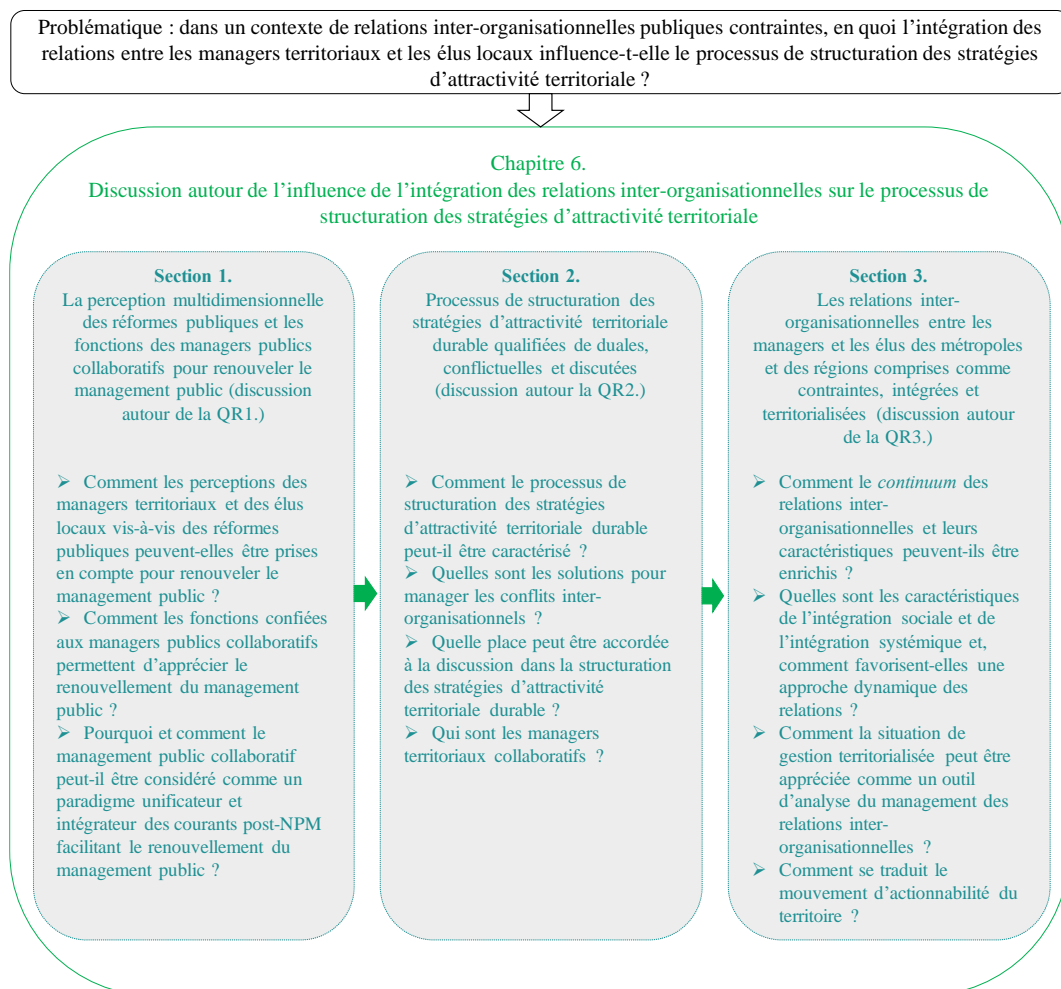 Problématique : dans un contexte de relations inter-organisationnelles publiques contraintes, en quoi l’intégration des
relations entre les managers territoriaux et les élus locaux influence-t-elle le processus de structuration des stratégies
d’attractivité territoriale ?
Chapitre 6.
Discussion autour de l’influence de l’intégration des relations inter-organisationnelles sur le processus de
structuration des stratégies d’attractivité territoriale
Section 1.
La perception multidimensionnelle
des réformes publiques et les
fonctions des managers publics
collaboratifs pour renouveler le
management public (discussion
autour de la QR1.)
➢ Comment les perceptions des
managers territoriaux et des élus
locaux vis-à-vis des réformes
publiques peuvent-elles être prises
en compte pour renouveler le
management public ?
➢ Comment les fonctions confiées
aux managers publics collaboratifs
permettent d’apprécier le
renouvellement du management
public ?
➢ Pourquoi et comment le
management public collaboratif
peut-il être considéré comme un
paradigme unificateur et
intégrateur des courants post-NPM
facilitant le renouvellement du
management public ?
Section 2.
Processus de structuration des
stratégies d’attractivité territoriale
durable qualifiées de duales,
conflictuelles et discutées
(discussion autour la QR2.)
➢ Comment le processus de
structuration des stratégies
d’attractivité territoriale durable
peut-il être caractérisé ?
➢ Quelles sont les solutions pour
manager les conflits inter-
organisationnels ?
➢ Quelle place peut être accordée
à la discussion dans la structuration
des stratégies d’attractivité
territoriale durable ?
➢ Qui sont les managers
territoriaux collaboratifs ?
Section 3.
Les relations inter-
organisationnelles entre les
managers et les élus des métropoles
et des régions comprises comme
contraintes, intégrées et
territorialisées (discussion autour
de la QR3.)
➢ Comment le continuum des
relations inter-
organisationnelles et leurs
caractéristiques peuvent-ils être
enrichis ?
➢ Quelles sont les caractéristiques
de l’intégration sociale et de
l’intégration systémique et,
comment favorisent-elles une
approche dynamique des
relations ?
➢ Comment la situation de
gestion territorialisée peut être
appréciée comme un outil
d’analyse du management des
relations inter-
organisationnelles ?
➢ Comment se traduit le
mouvement d’actionnabilité du
territoire ?